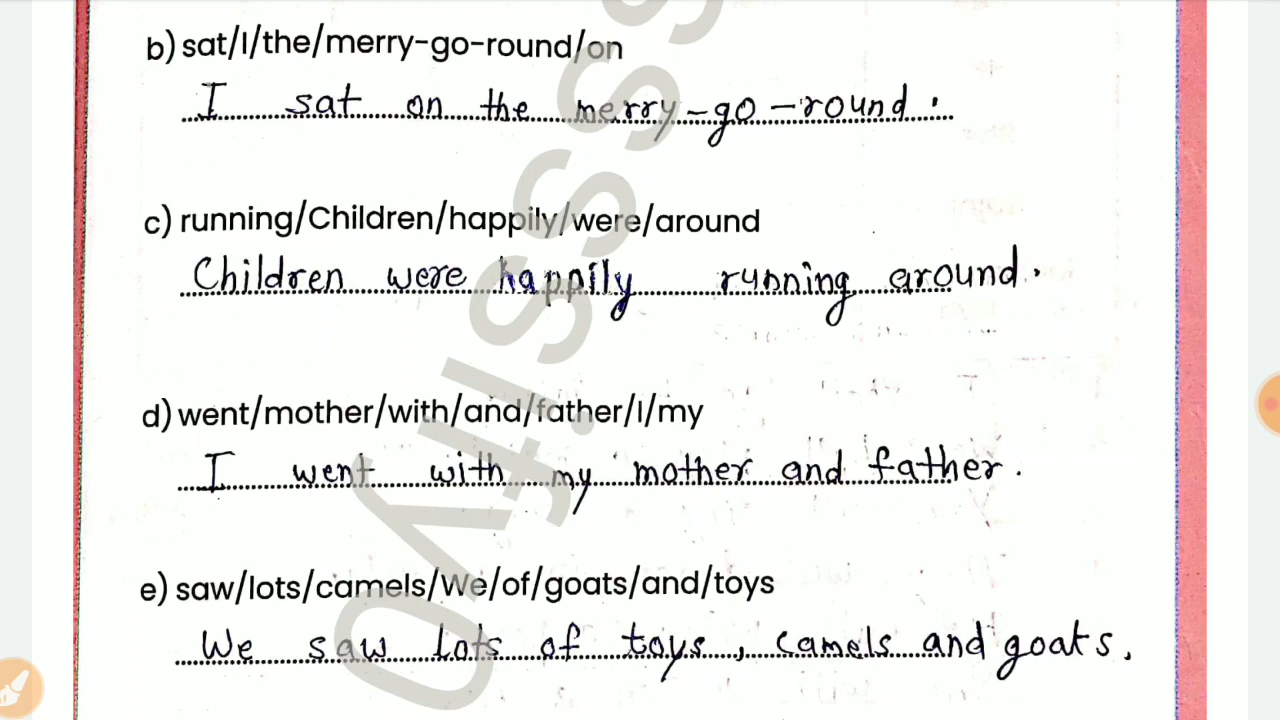 b) sat/I/the/merry-go-round/on
I sat on the merry-go-round.
c) running/Children/happily/were/around
Children were happily running around.
d) went/mother/with/and/father/I/my
I went with my mother and father.
e) saw/lots/camels/We/of/goats/and/toys
We saw lots of toys, camels and goats.